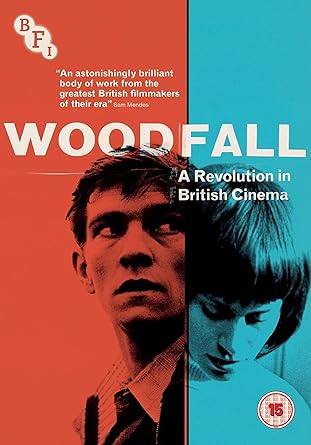 BFI
"An astonishingly brilliant
body of work from the
greatest British filmmakers
of their era" Sam Mendes
WOODFALL
A Revolution in
British Cinema
15